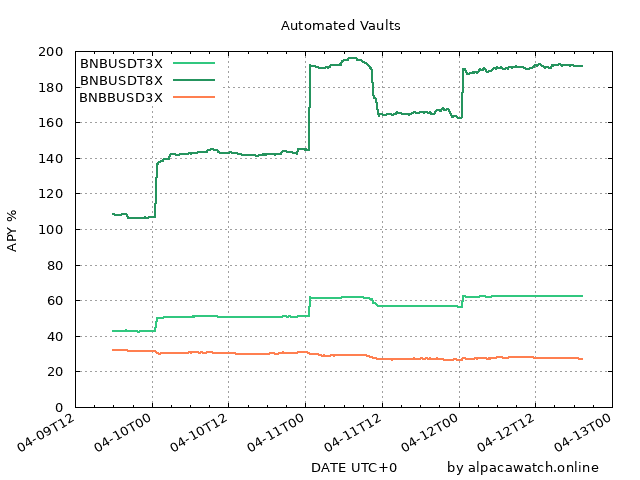 Automated Vaults
BNBUSDT3X
BNBUSDT8X
BNBBUSD3X
APY %
200
180
160
140
120
100
80
60
40
20
0
04-09T12
04-10T00
04-10T12
04-11T00
04-11T12
04-12T00
04-12T12
04-13T00
DATE UTC+0
by alpacawatch.online